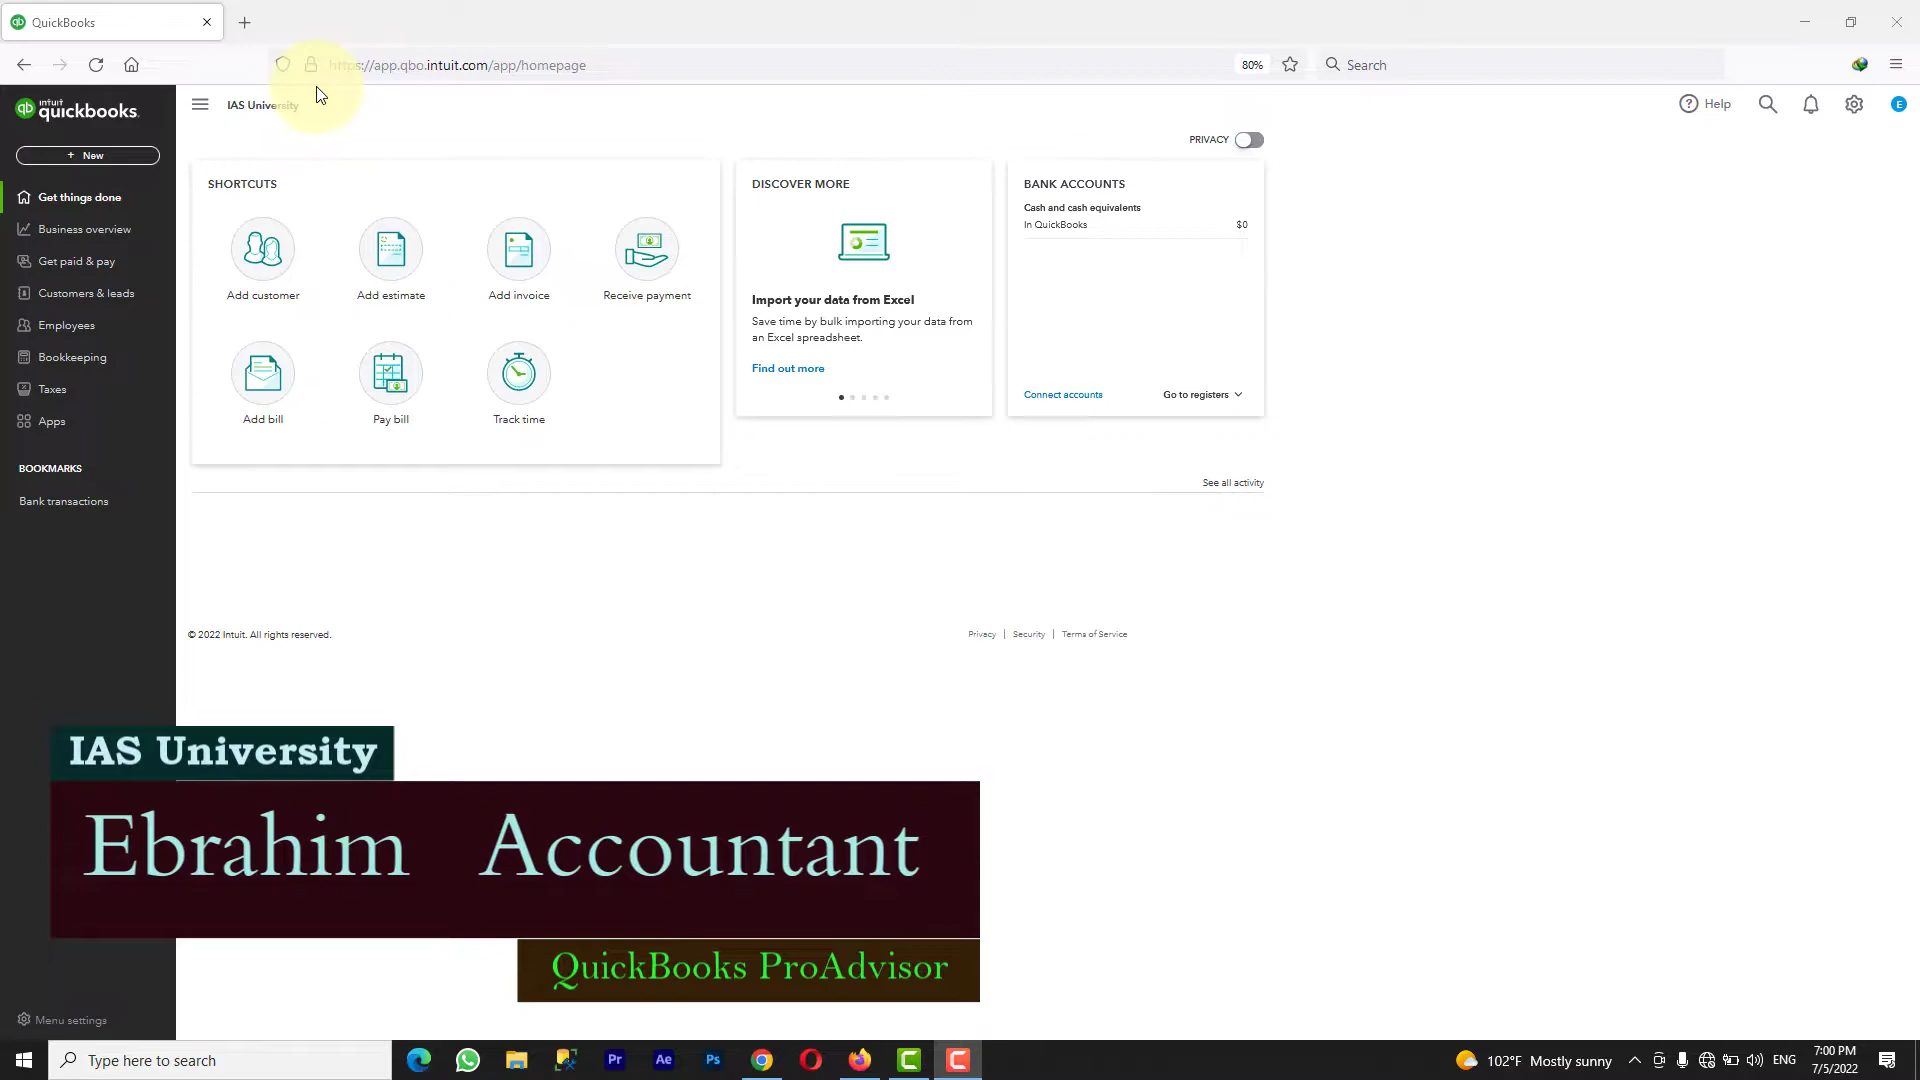 QuickBooks
https://app.qbo.intuit.com/app/homepage
80%
Search
intuit
quickbooks.
IAS University
Help
E
+ New
PRIVACY
Get things done
Business overview
Get paid & pay
Customers & leads
Employees
Bookkeeping
Taxes
Apps
BOOKMARKS
Bank transactions
Menu settings
SHORTCUTS
Add customer
Add estimate
Add invoice
Receive payment
Add bill
Pay bill
Track time
DISCOVER MORE
Import your data from Excel
Save time by bulk importing your data from
an Excel spreadsheet.
Find out more
BANK ACCOUNTS
Cash and cash equivalents
In QuickBooks $0
Connect accounts
Go to registers
See all activity
© 2022 Intuit. All rights reserved.
Privacy | Security | Terms of Service
IAS University
Ebrahim Accountant
QuickBooks ProAdvisor
Type here to search
Pr
Ae
Ps
102°F Mostly sunny
ENG
7:00 PM
7/5/2022